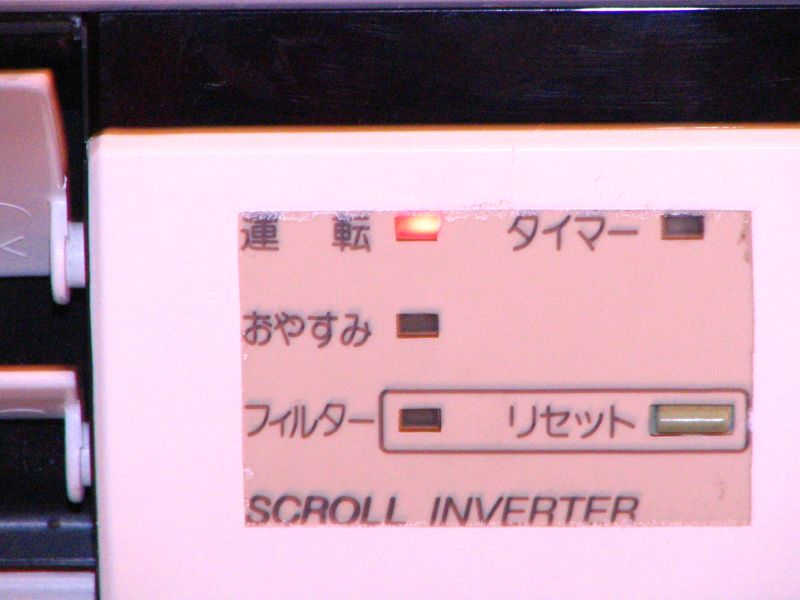 運 転 タイマー
おやすみ
フィルター リセット
SCROLL INVERTER